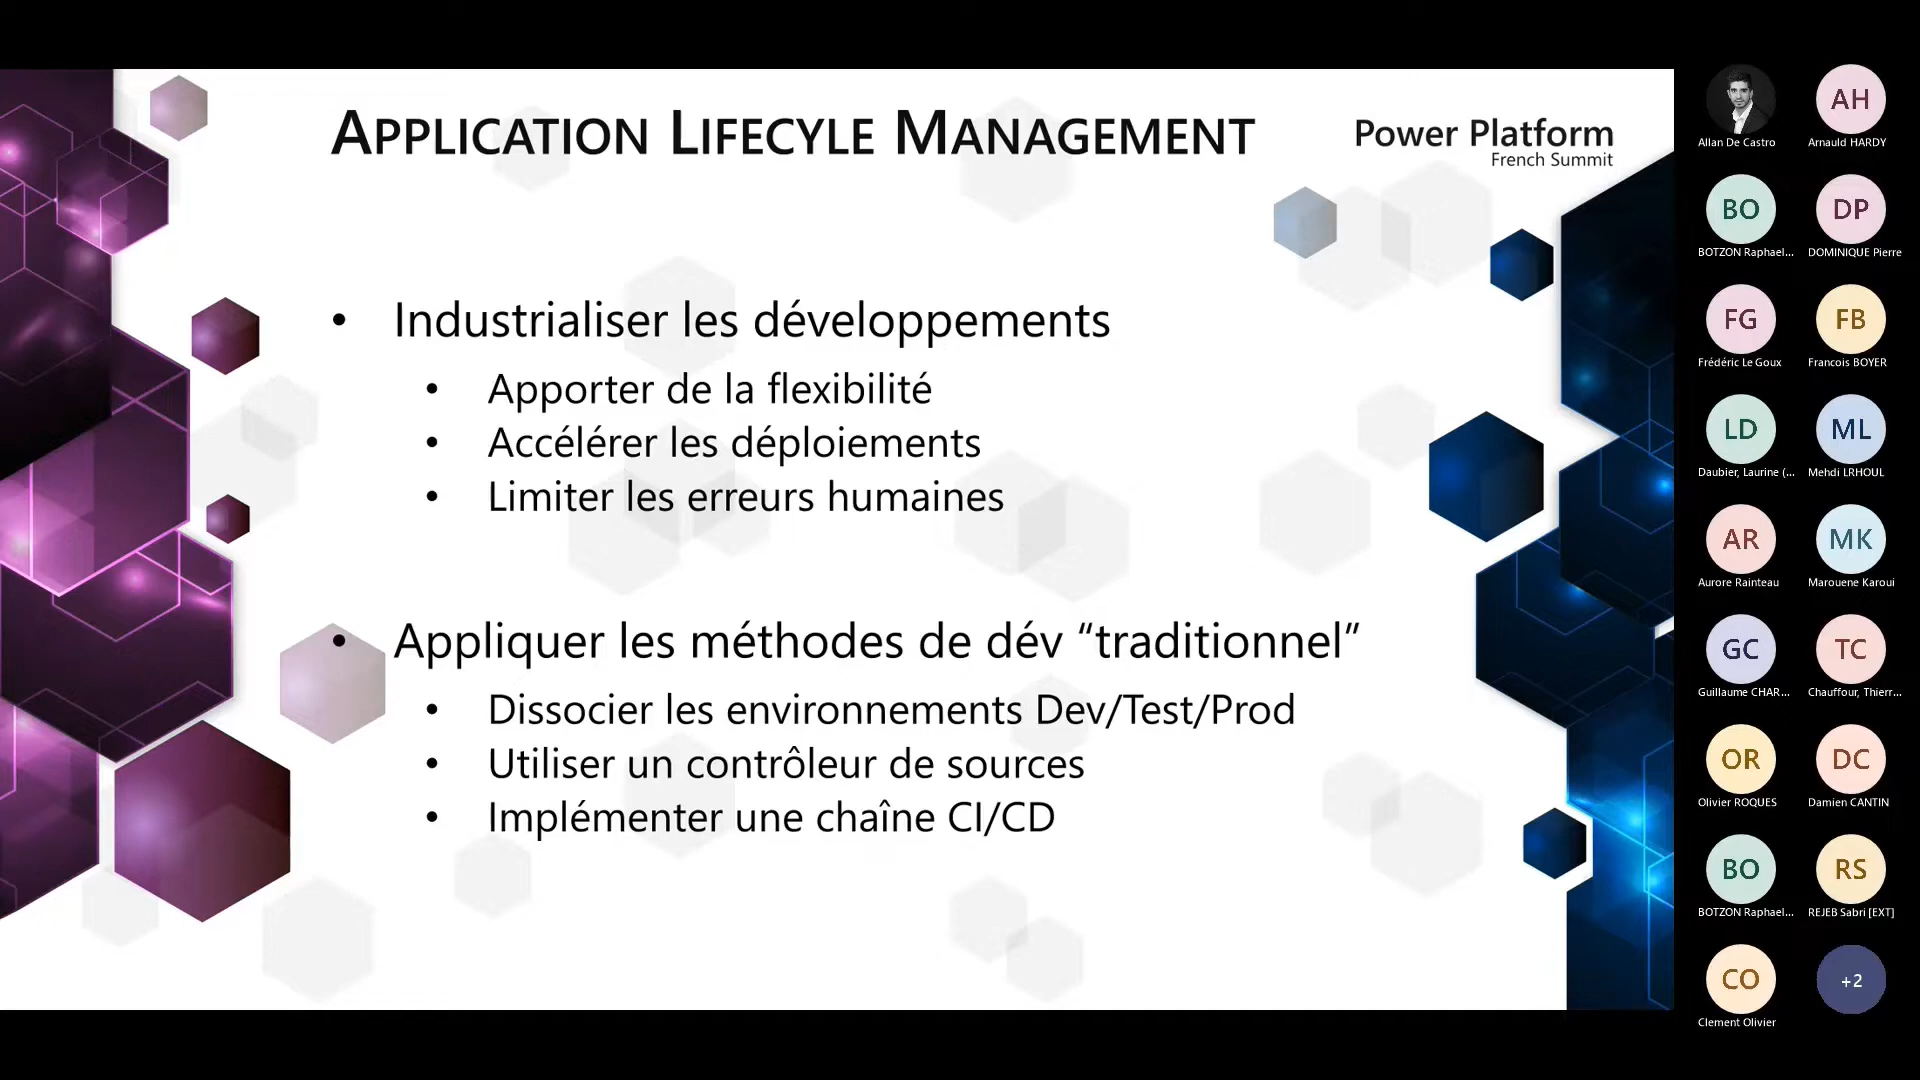 APPLICATION LIFECYLE MANAGEMENT
Power Platform
French Summit
• Industrialiser les développements
• Apporter de la flexibilité
• Accélérer les déploiements
• Limiter les erreurs humaines
• Appliquer les méthodes de dév “traditionnel”
• Dissocier les environnements Dev/Test/Prod
• Utiliser un contrôleur de sources
• Implémenter une chaîne CI/CD
AH
Allan De Castro
Arnauld HARDY
BO
DP
BOTZON Raphael...
DOMINIQUE Pierre
FG
FB
Frédéric Le Goux
Francois BOYER
LD
ML
Daubier, Laurine (...
Mehdi LRHOUL
AR
MK
Aurore Rainteau
Marouene Karoui
GC
TC
Guillaume CHAR...
Chauffour, Thierr...
OR
DC
Olivier ROQUES
Damien CANTIN
BO
RS
BOTZON Raphael...
REJEB Sabri [EXT]
CO
+2
Clement Olivier